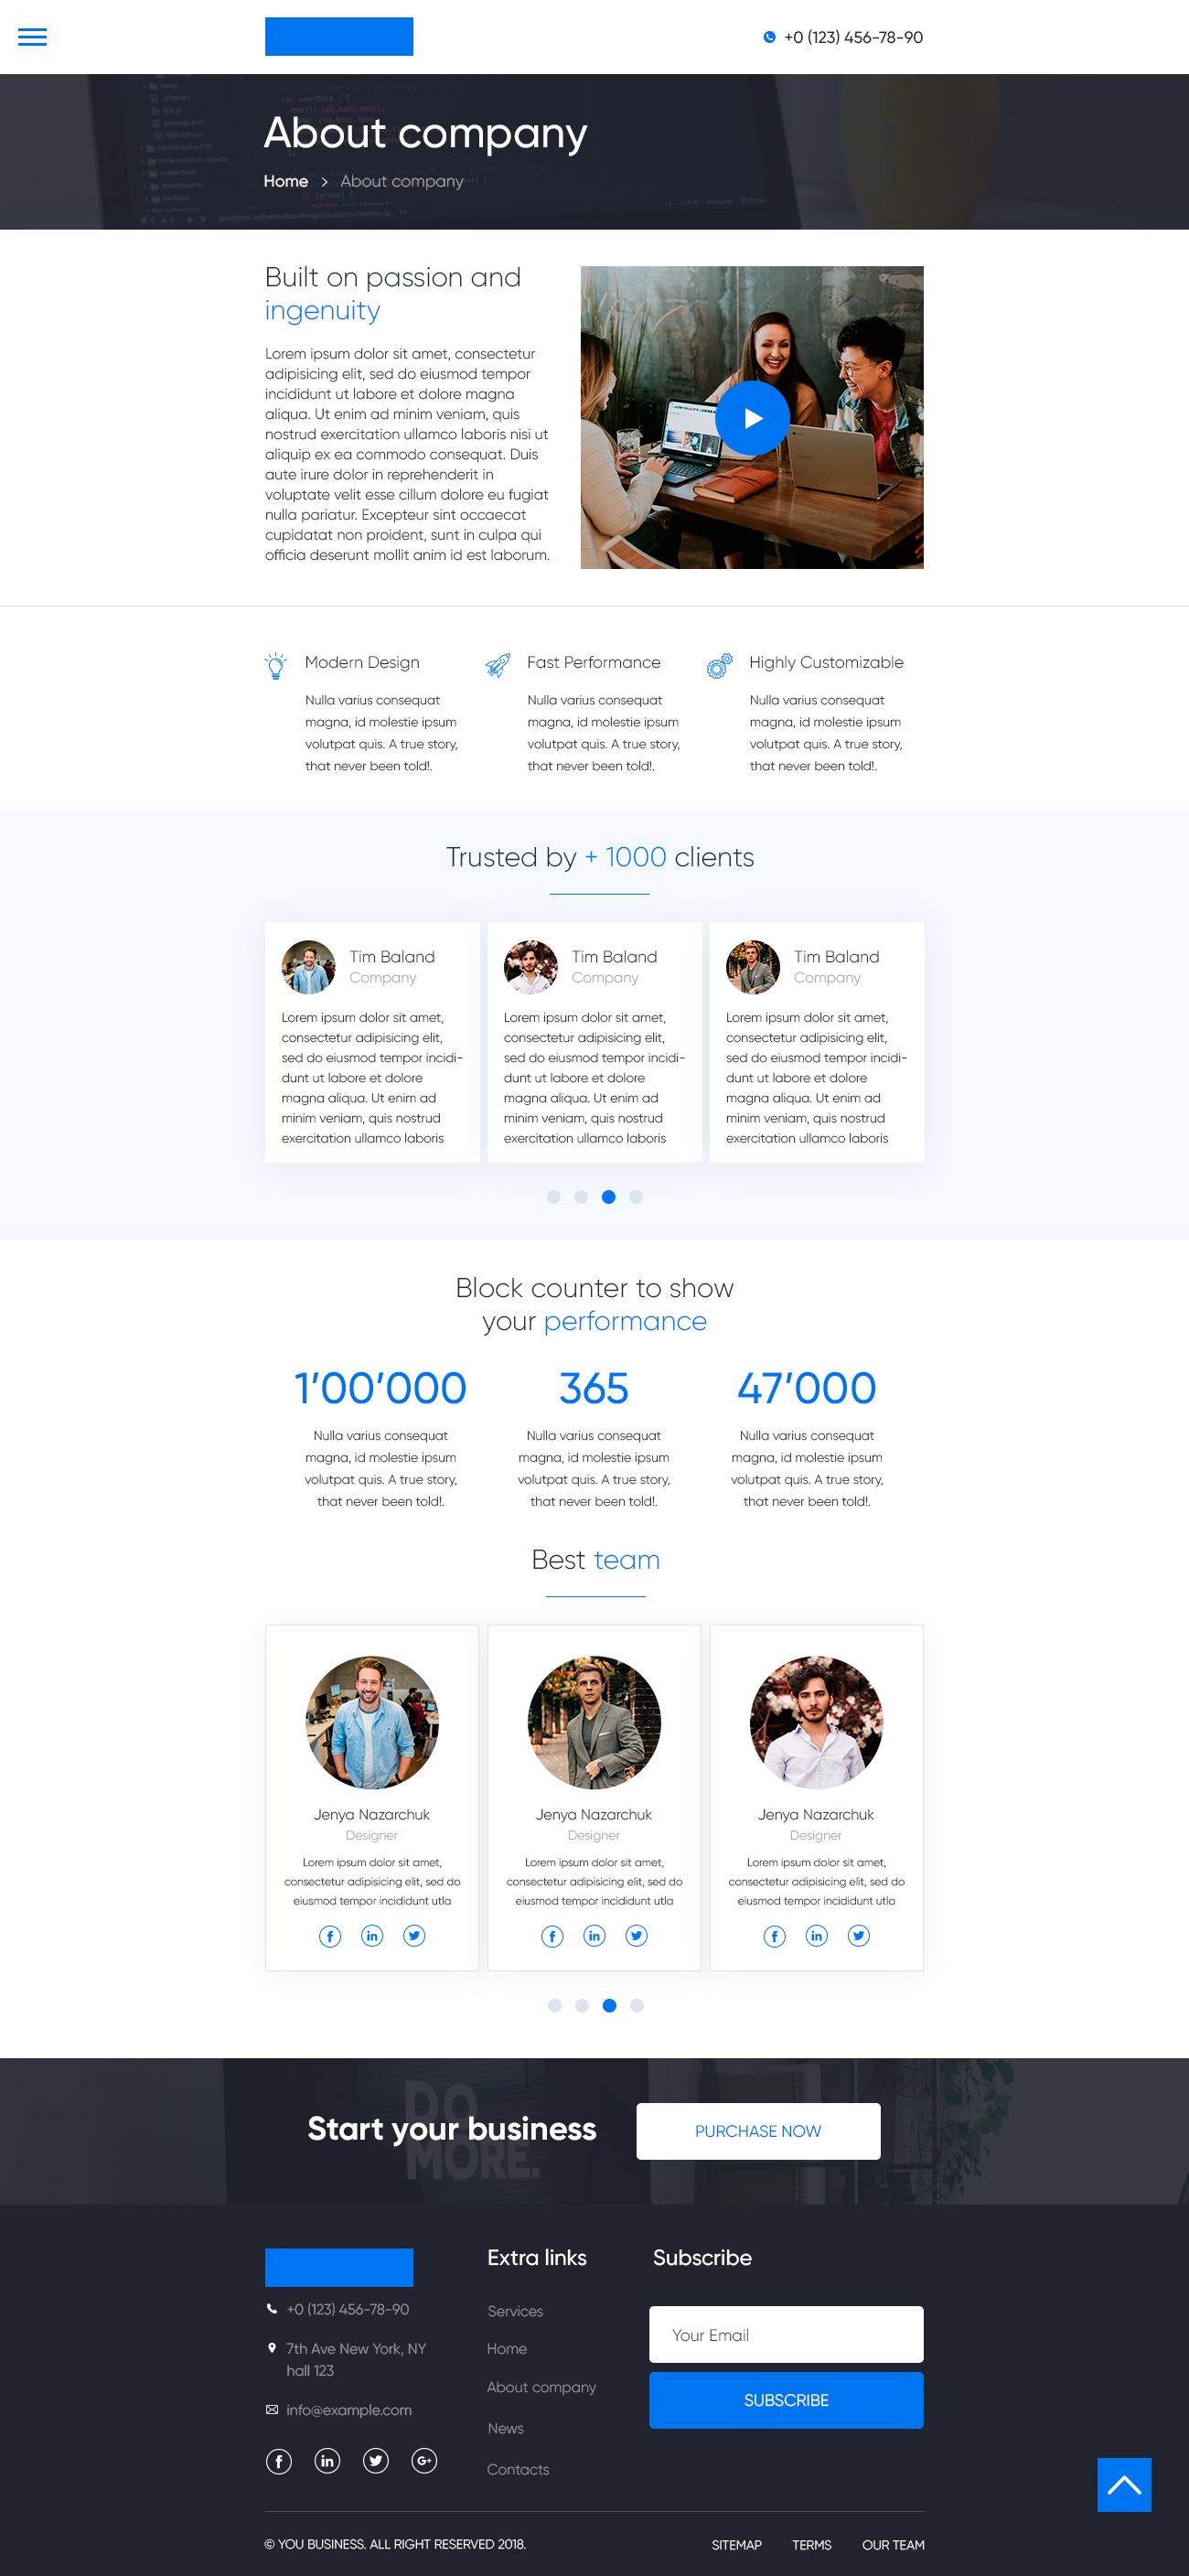 +0 (123) 456-78-90
About company
Home > About company
Built on passion and
ingenuity
Lorem ipsum dolor sit amet, consectetur
adipisicing elit, sed do eiusmod tempor
incididunt ut labore et dolore magna
aliqua. Ut enim ad minim veniam, quis
nostrud exercitation ullamco laboris nisi ut
aliquip ex ea commodo consequat. Duis
aute irure dolor in reprehenderit in
voluptate velit esse cillum dolore eu fugiat
nulla pariatur. Excepteur sint occaecat
cupidatat non proident, sunt in culpa qui
officia deserunt mollit anim id est laborum.
Modern Design
Nulla varius consequat
magna, id molestie ipsum
volutpat quis. A true story,
that never been told!.
Fast Performance
Nulla varius consequat
magna, id molestie ipsum
volutpat quis. A true story,
that never been told!.
Highly Customizable
Nulla varius consequat
magna, id molestie ipsum
volutpat quis. A true story,
that never been told!.
Trusted by + 1000 clients
Tim Baland
Company
Lorem ipsum dolor sit amet,
consectetur adipisicing elit,
sed do eiusmod tempor incidi-
dunt ut labore et dolore
magna aliqua. Ut enim ad
minim veniam, quis nostrud
exercitation ullamco laboris
Tim Baland
Company
Lorem ipsum dolor sit amet,
consectetur adipisicing elit,
sed do eiusmod tempor incidi-
dunt ut labore et dolore
magna aliqua. Ut enim ad
minim veniam, quis nostrud
exercitation ullamco laboris
Tim Baland
Company
Lorem ipsum dolor sit amet,
consectetur adipisicing elit,
sed do eiusmod tempor incidi-
dunt ut labore et dolore
magna aliqua. Ut enim ad
minim veniam, quis nostrud
exercitation ullamco laboris
Block counter to show
your performance
1'00'000
Nulla varius consequat
magna, id molestie ipsum
volutpat quis. A true story,
that never been told!.
365
Nulla varius consequat
magna, id molestie ipsum
volutpat quis. A true story,
that never been told!.
47'000
Nulla varius consequat
magna, id molestie ipsum
volutpat quis. A true story,
that never been told!.
Best team
Jenya Nazarchuk
Designer
Lorem ipsum dolor sit amet,
consectetur adipisicing elit, sed do
eiusmod tempor incididunt utla
Jenya Nazarchuk
Designer
Lorem ipsum dolor sit amet,
consectetur adipisicing elit, sed do
eiusmod tempor incididunt utla
Jenya Nazarchuk
Designer
Lorem ipsum dolor sit amet,
consectetur adipisicing elit, sed do
eiusmod tempor incididunt utla
DO
MORE.
Start your business
PURCHASE NOW
+0 (123) 456-78-90
7th Ave New York, NY
hall 123
info@example.com
Extra links
Services
Home
About company
News
Contacts
Subscribe
Your Email
SUBSCRIBE
© YOU BUSINESS. ALL RIGHT RESERVED 2018.
SITEMAP TERMS OUR TEAM